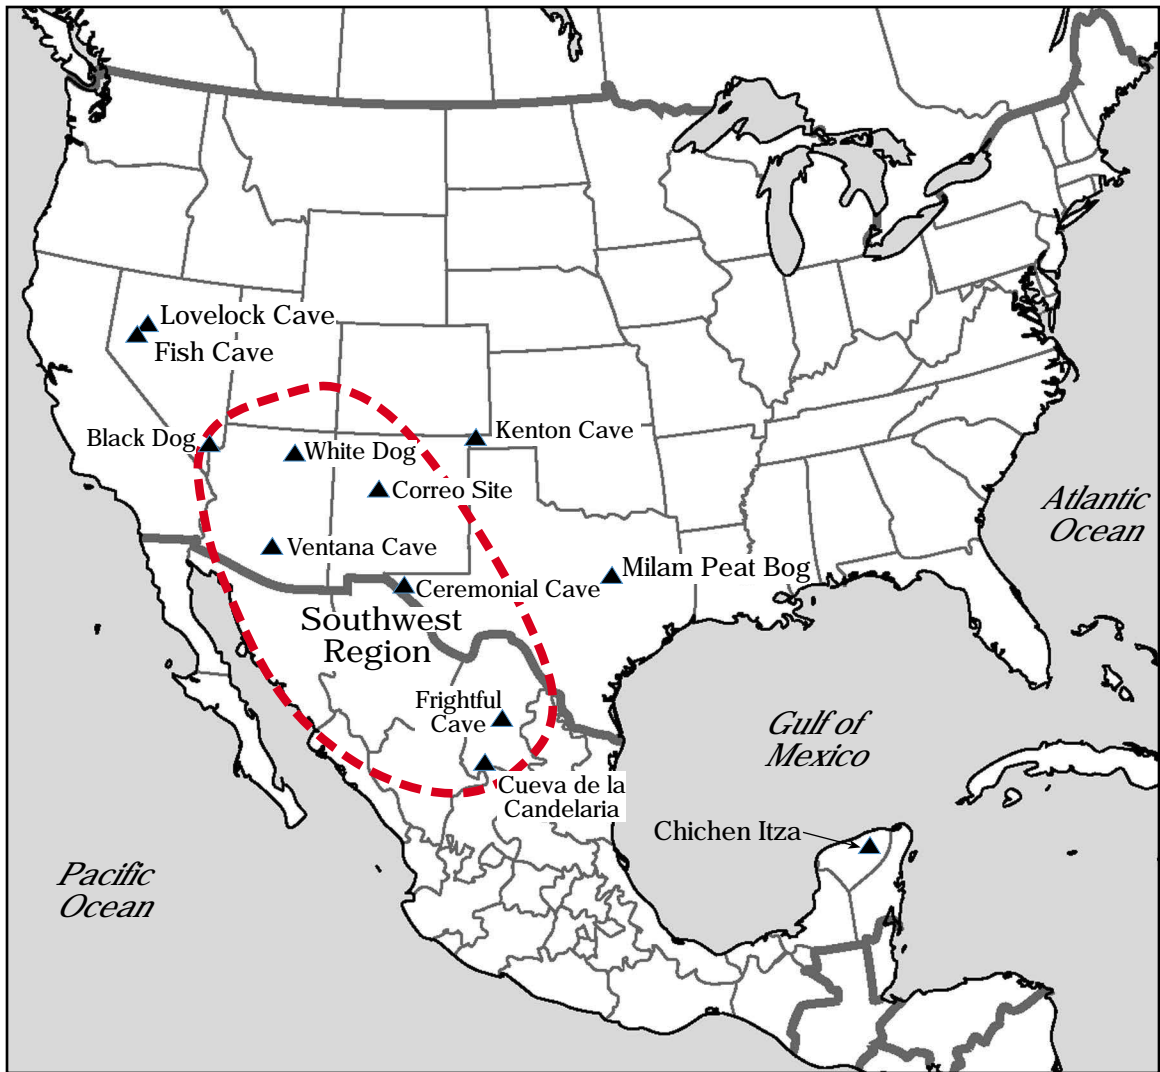 Lovelock Cave
Fish Cave
Black Dog
White Dog
Kenton Cave
Correo Site
Atlantic
Ocean
Ventana Cave
Milam Peat Bog
Ceremonial Cave
Southwest
Region
Frightful
Cave
Gulf of
Mexico
Cueva de la
Candelaria
Chichen Itza
Pacific
Ocean